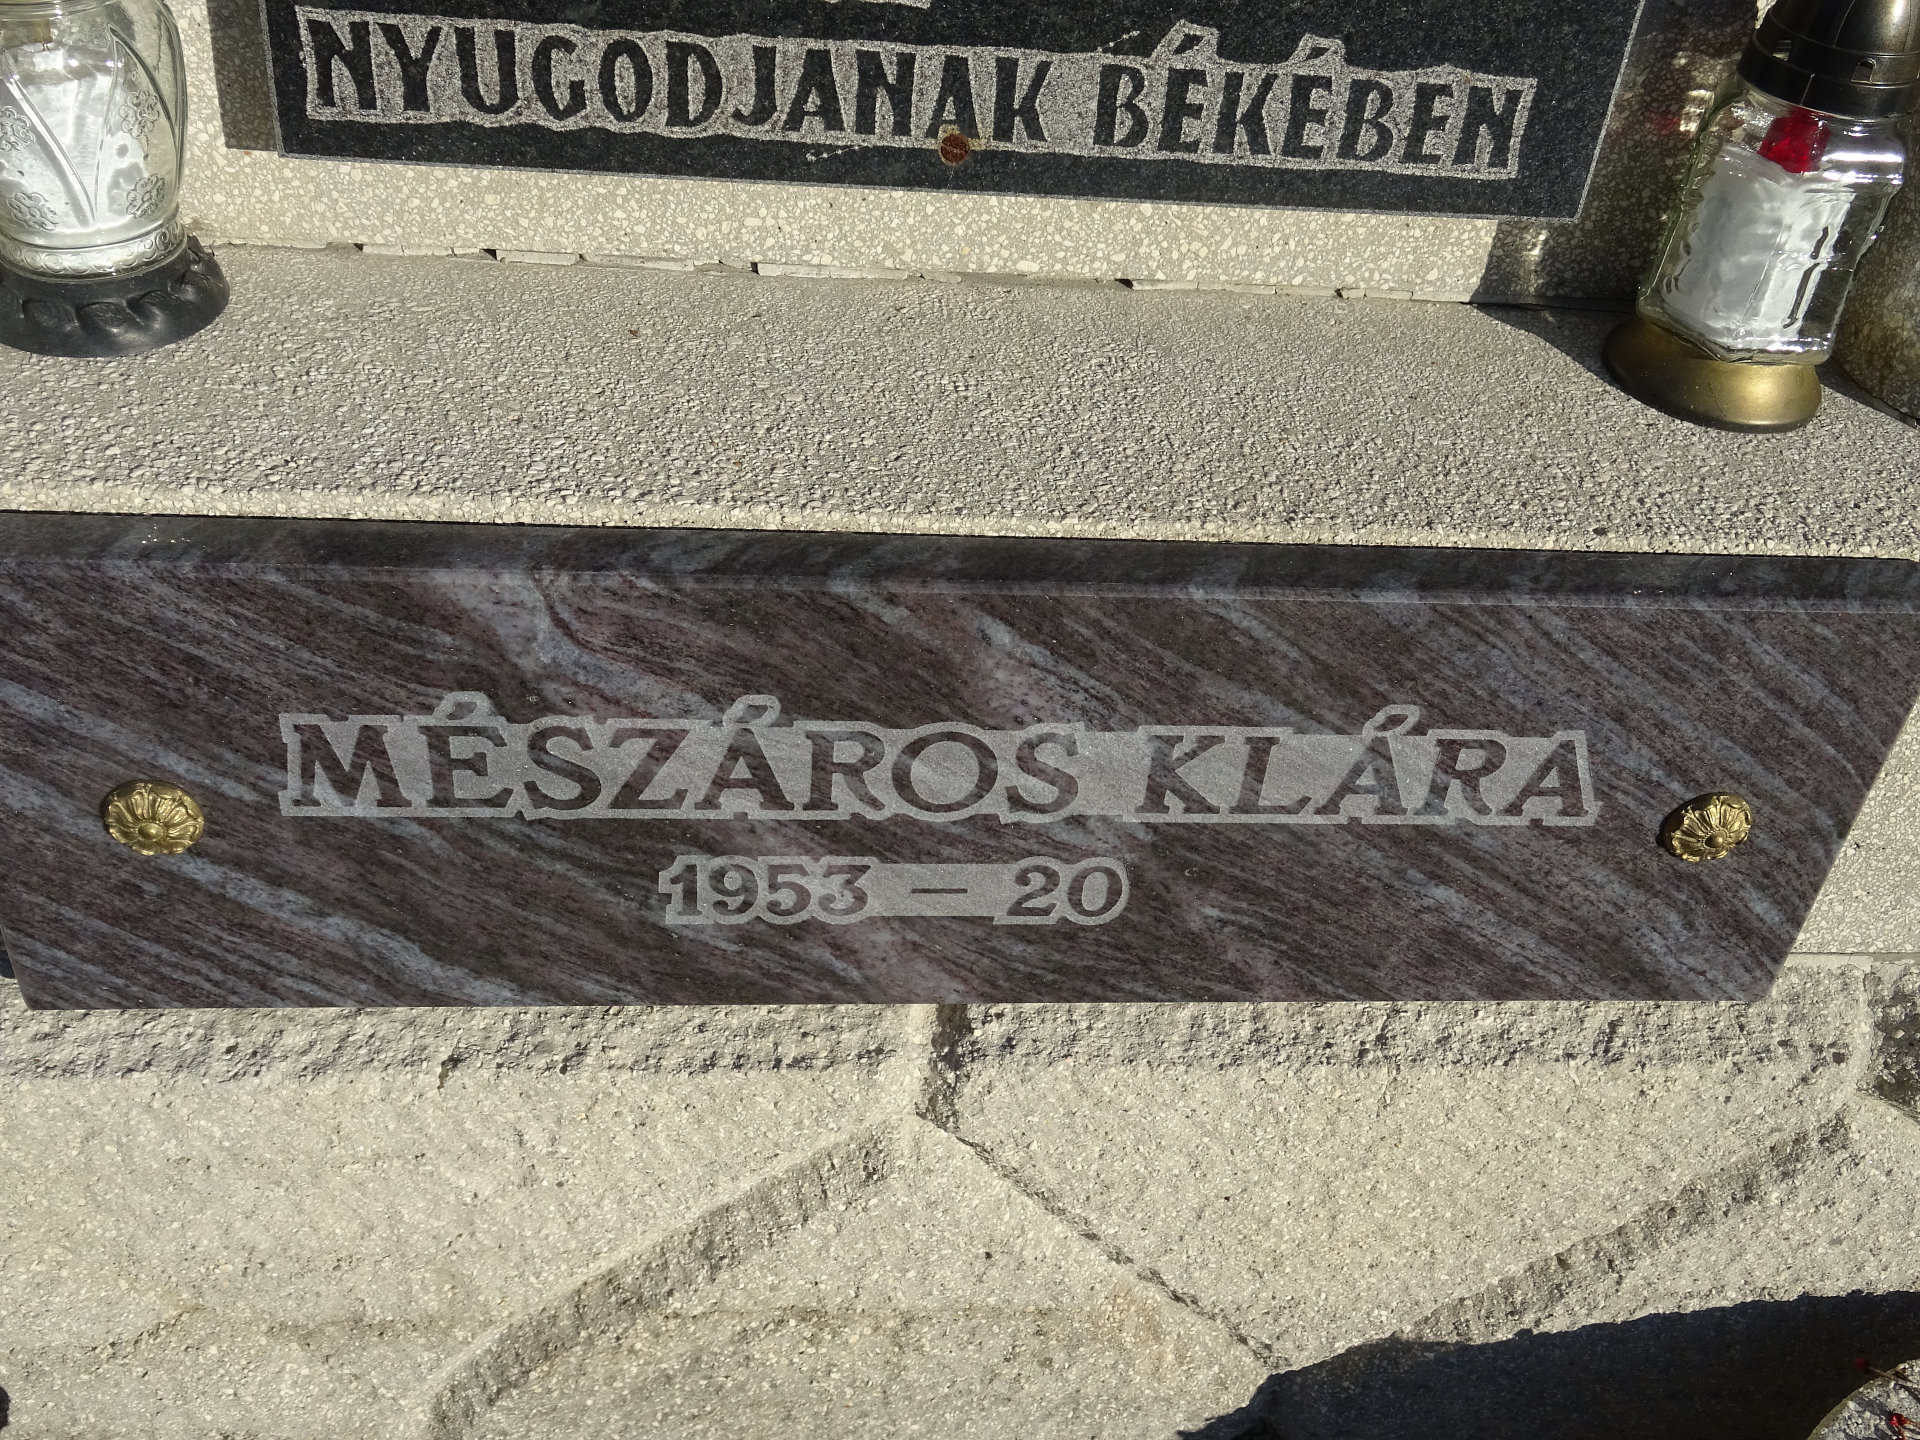 NYUGODJANAK BÉKÉBEN
MÉSZÁROS KLÁRA
1953 – 20